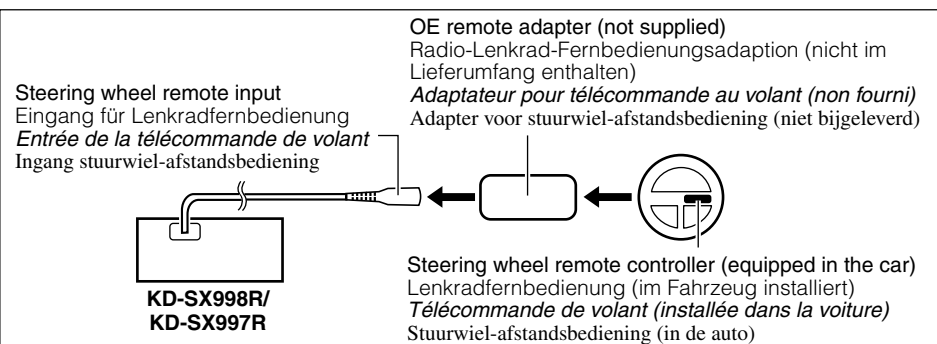 OE remote adapter (not supplied)
Radio-Lenkrad-Fernbedienungsadaption (nicht im
Lieferumfang enthalten)
Adaptateur pour télécommande au volant (non fourni)
Adapter voor stuurwiel-afstandsbediening (niet bijgeleverd)
Steering wheel remote input
Eingang für Lenkradfernbedienung
Entrée de la télécommande de volant
Ingang stuurwiel-afstandsbediening
KD-SX998R/
KD-SX997R
Steering wheel remote controller (equipped in the car)
Lenkradfernbedienung (im Fahrzeug installiert)
Télécommande de volant (installée dans la voiture)
Stuurwiel-afstandsbediening (in de auto)